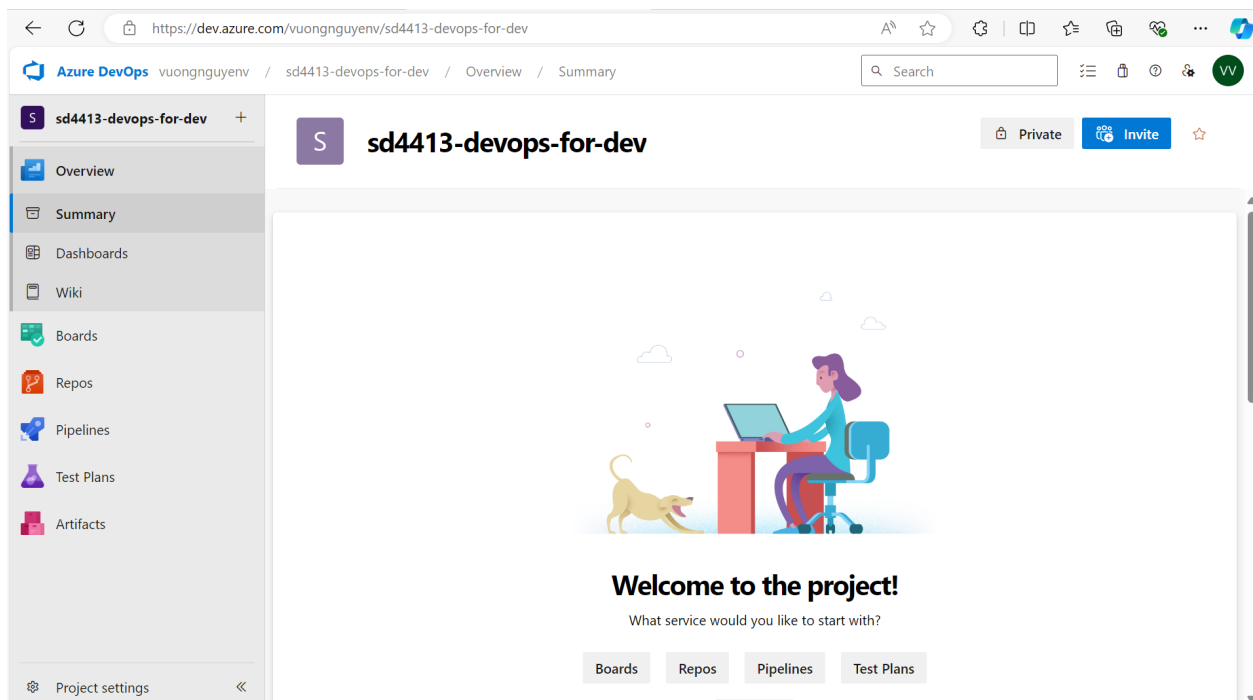 https://dev.azure.com/vuongnguyenv/sd4413-devops-for-dev
Azure DevOps vuongnguyenv / sd4413-devops-for-dev / Overview / Summary
Search
VV
S sd4413-devops-for-dev +
Overview
Summary
Dashboards
Wiki
Boards
Repos
Pipelines
Test Plans
Artifacts
Project settings
S sd4413-devops-for-dev
Private
Invite
Welcome to the project!
What service would you like to start with?
Boards Repos Pipelines Test Plans